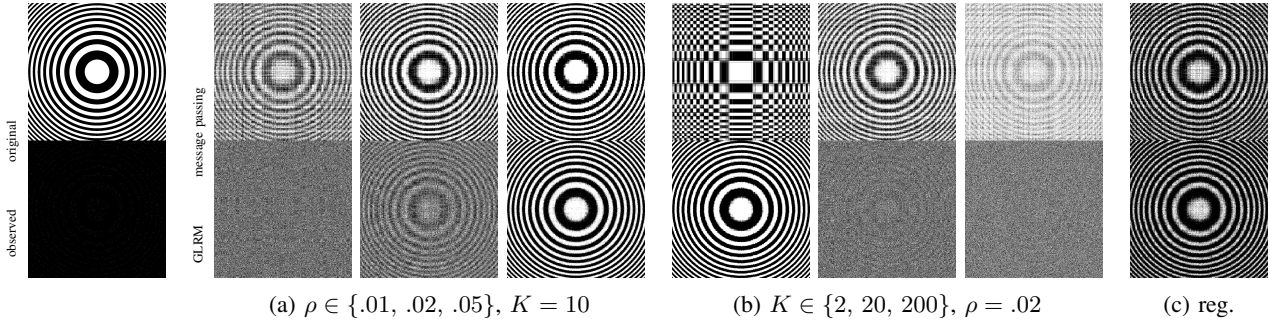 original
observed
message passing
GLRM
(a) ρ ∈ {.01, .02, .05}, K = 10
(b) K ∈ {2, 20, 200}, ρ = .02
(c) reg.